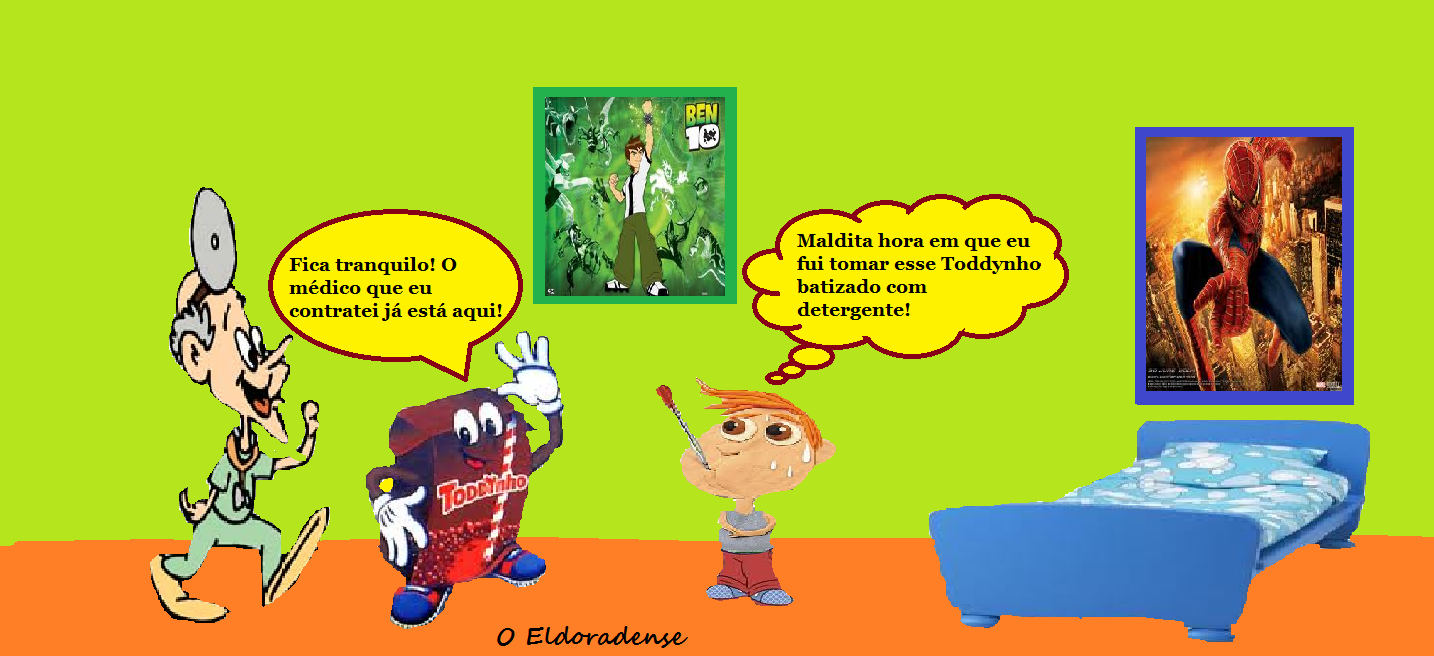 BEN
10
Fica tranquilo! O
médico que eu
contratei já está aqui!
Maldita hora em que eu
fui tomar esse Toddynho
batizado com
detergente!
TODDYnho
O Eldoradense